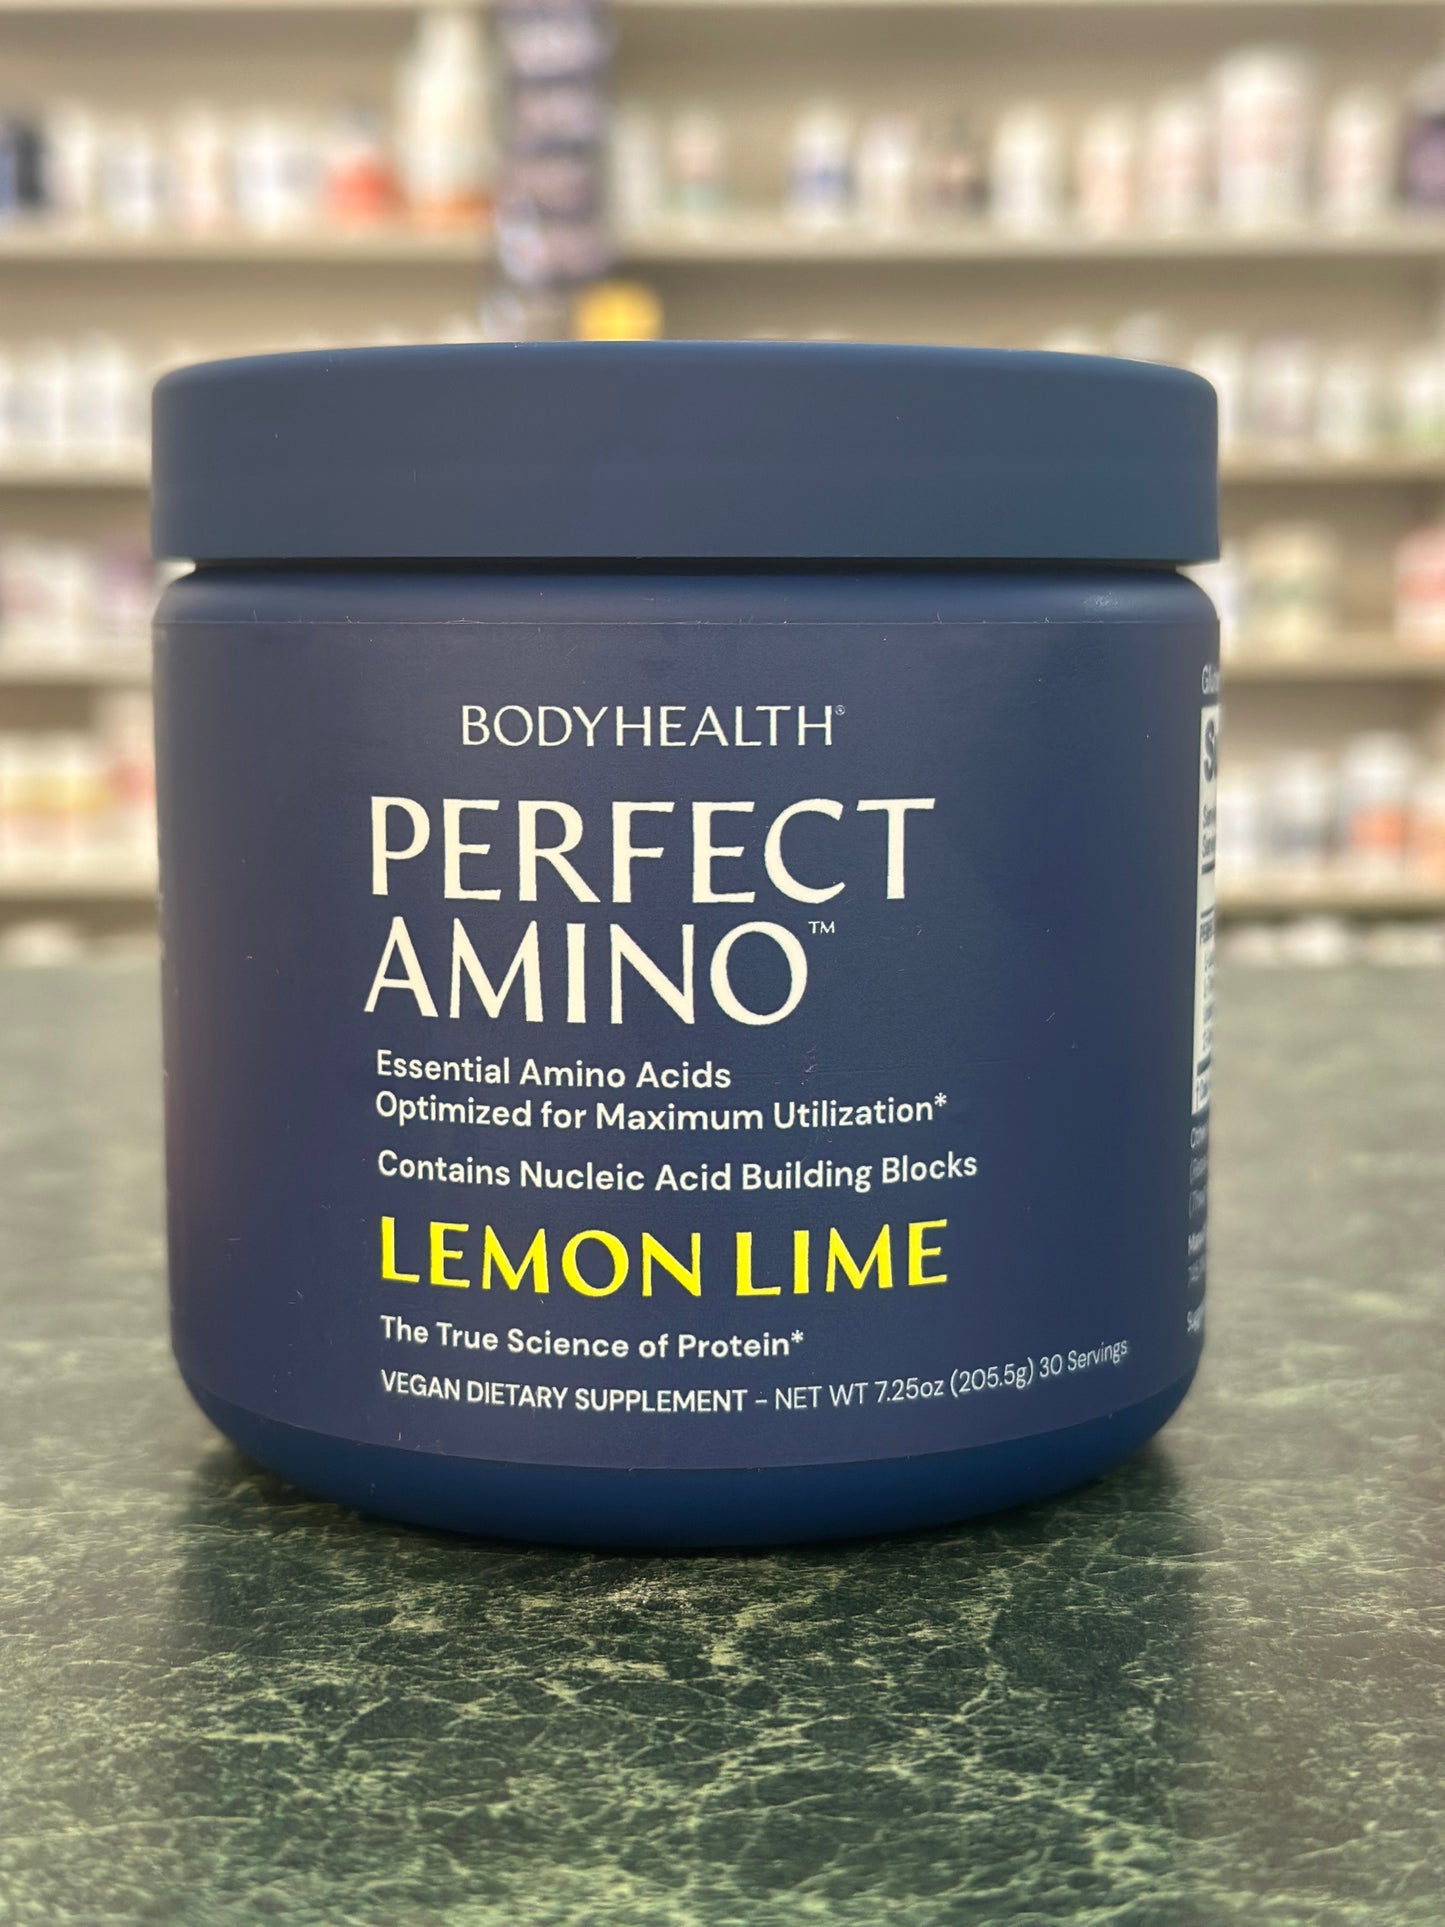 BODYHEALTH®
PERFECT
AMINO™
Essential Amino Acids
Optimized for Maximum Utilization*
Contains Nucleic Acid Building Blocks
LEMON LIME
The True Science of Protein*
VEGAN DIETARY SUPPLEMENT – NET WT 7.25oz (205.5g) 30 Servings